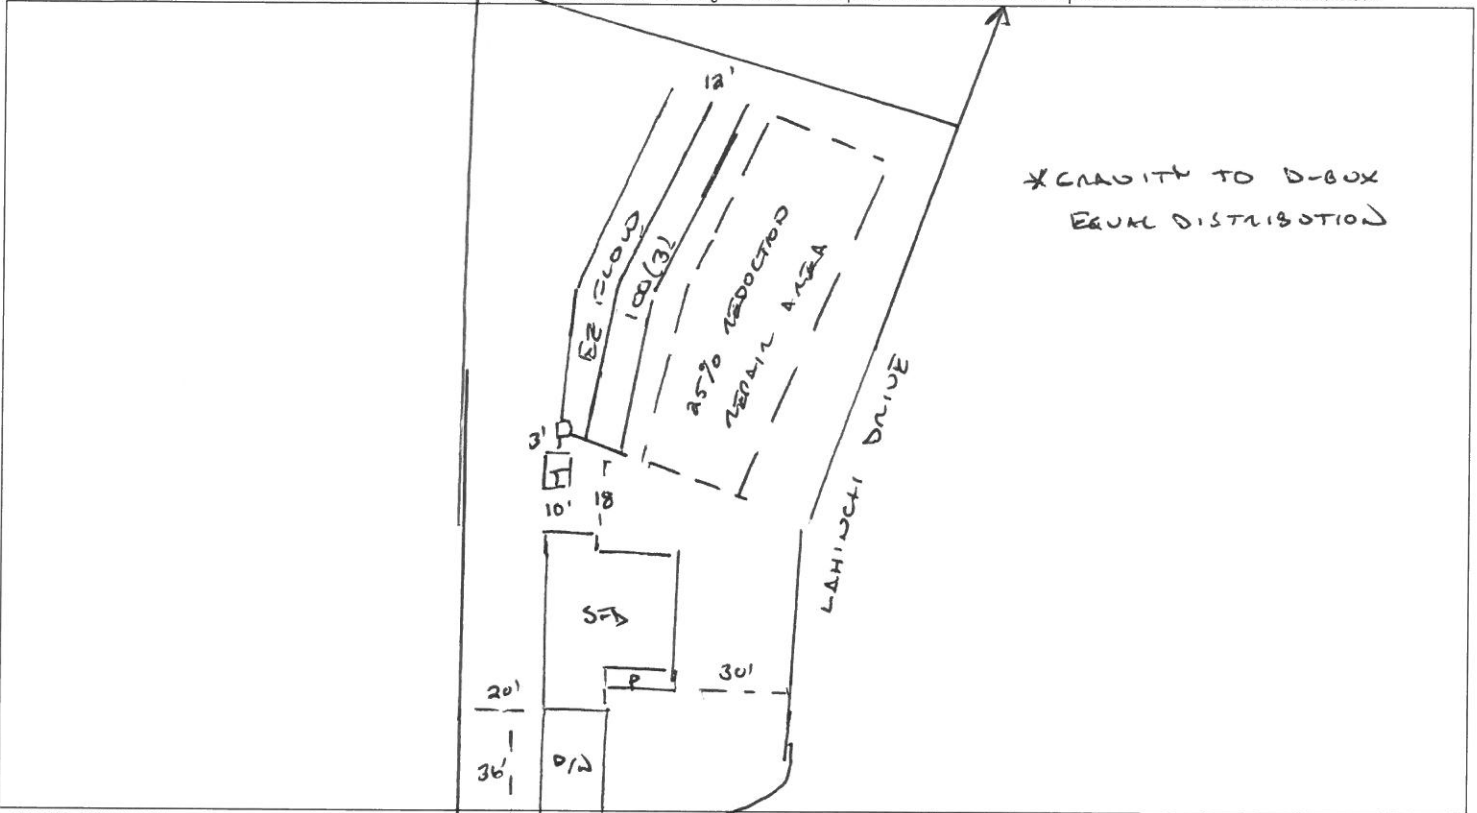 12'
*GRAVITY TO D-BOX
EQUAL DISTRIBUTION
EZ FLOW
100(3)
25% REDUCTION
REPAIR AREA
LAHINCH DRIVE
3'
T
10'
18
SFD
P
30'
20'
36'
D/W